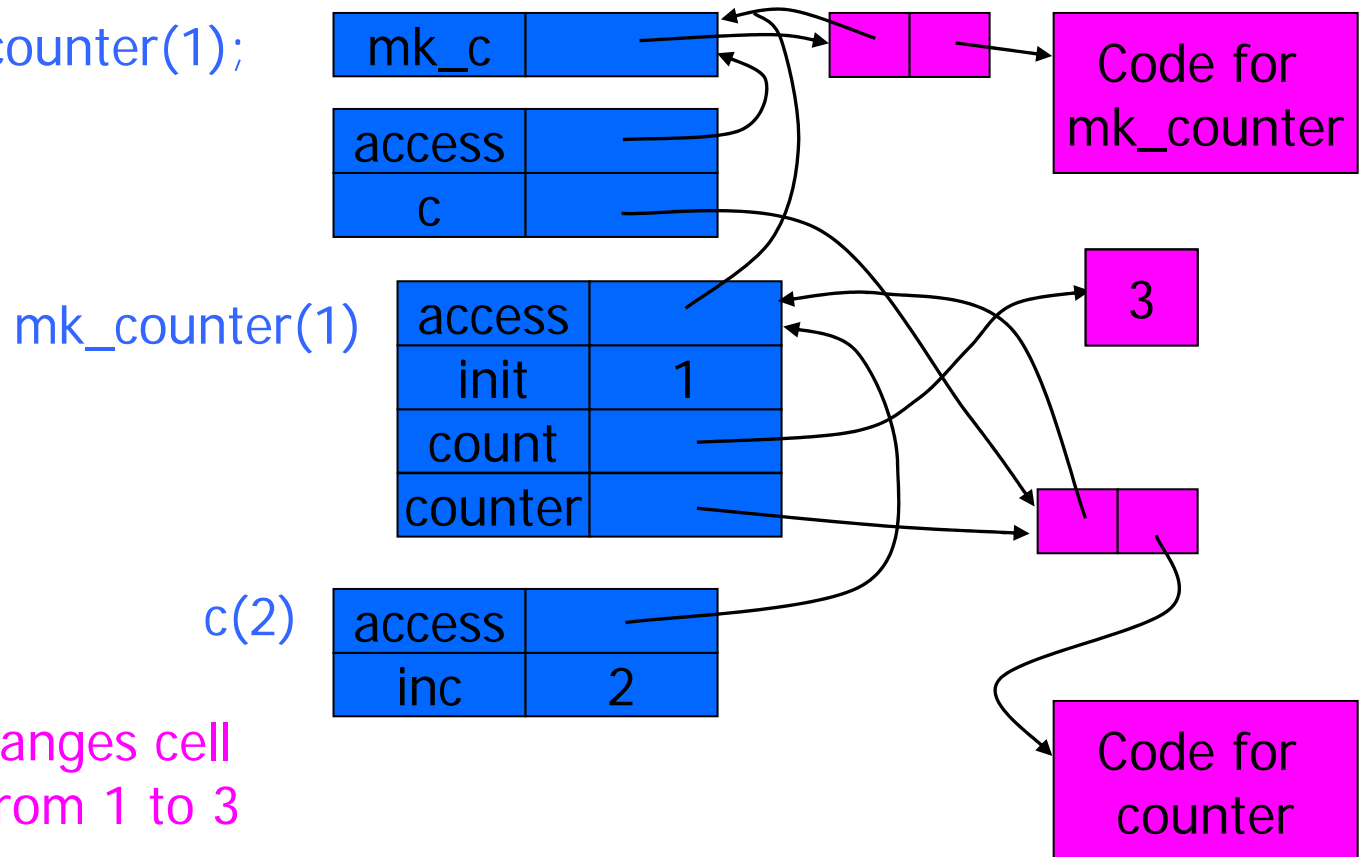 counter(1);
mk_c
Code for
mk_counter
access
c
mk_counter(1)
access
init 1
count
counter
3
c(2)
access
inc 2
anges cell
rom 1 to 3
Code for
counter